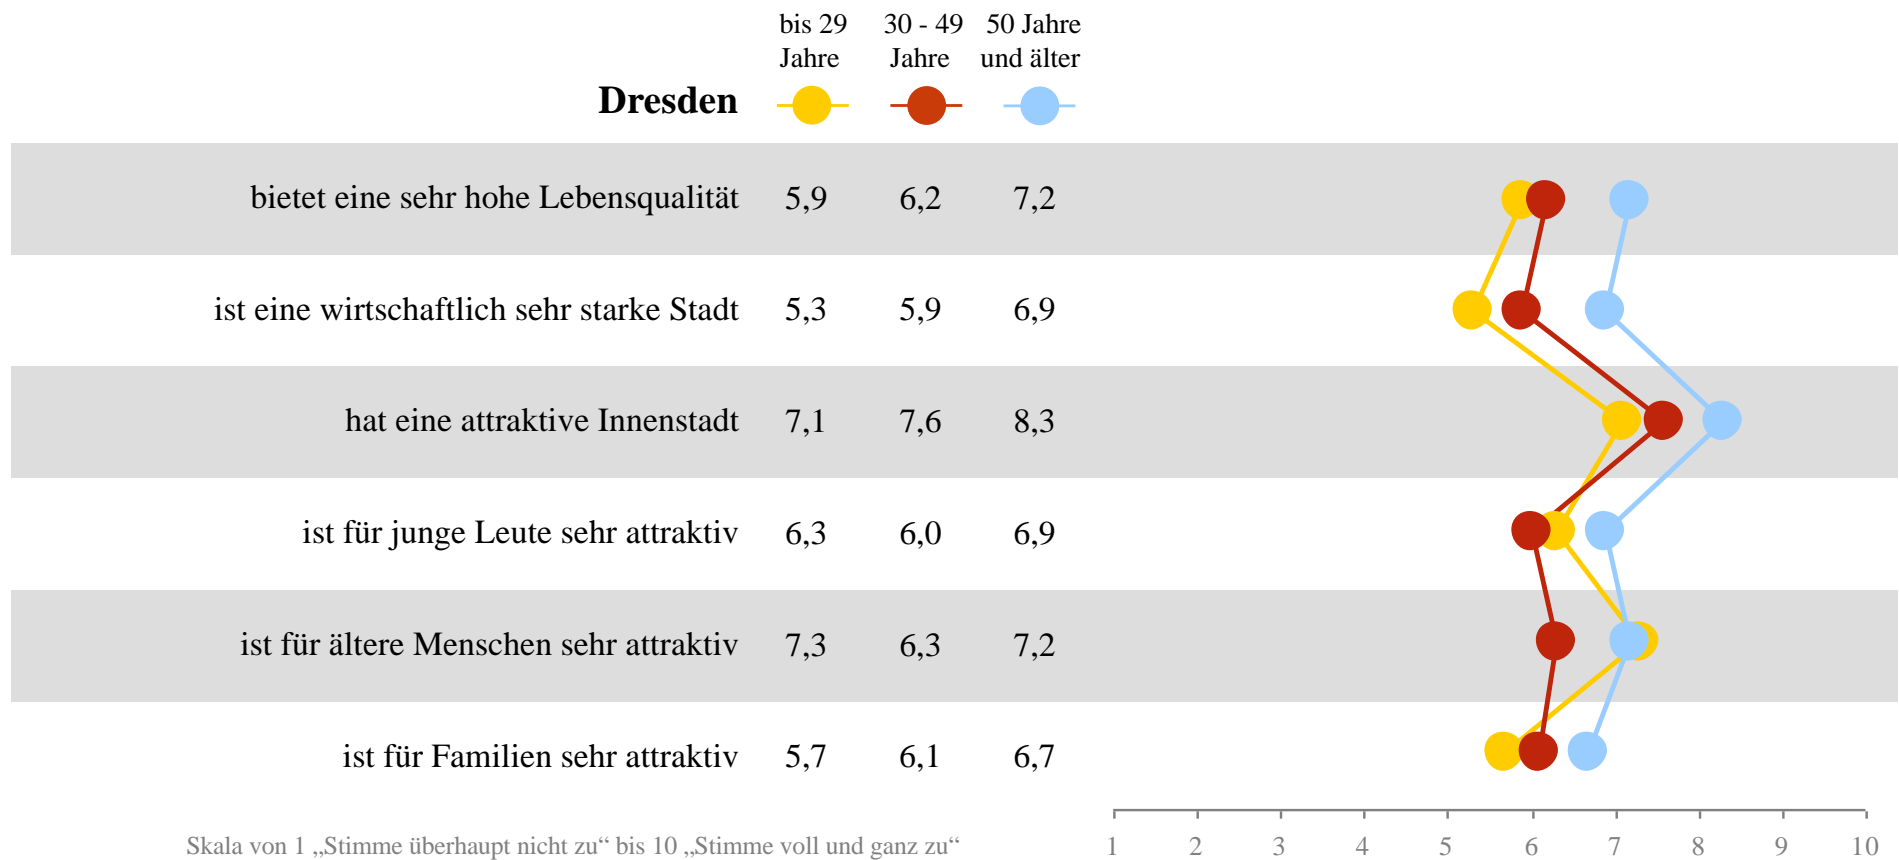 bis 29 30 - 49 50 Jahre
Jahre Jahre und älter
Dresden
bietet eine sehr hohe Lebensqualität 5,9 6,2 7,2
ist eine wirtschaftlich sehr starke Stadt 5,3 5,9 6,9
hat eine attraktive Innenstadt 7,1 7,6 8,3
ist für junge Leute sehr attraktiv 6,3 6,0 6,9
ist für ältere Menschen sehr attraktiv 7,3 6,3 7,2
ist für Familien sehr attraktiv 5,7 6,1 6,7
Skala von 1 „Stimme überhaupt nicht zu“ bis 10 „Stimme voll und ganz zu“ 1 2 3 4 5 6 7 8 9 10